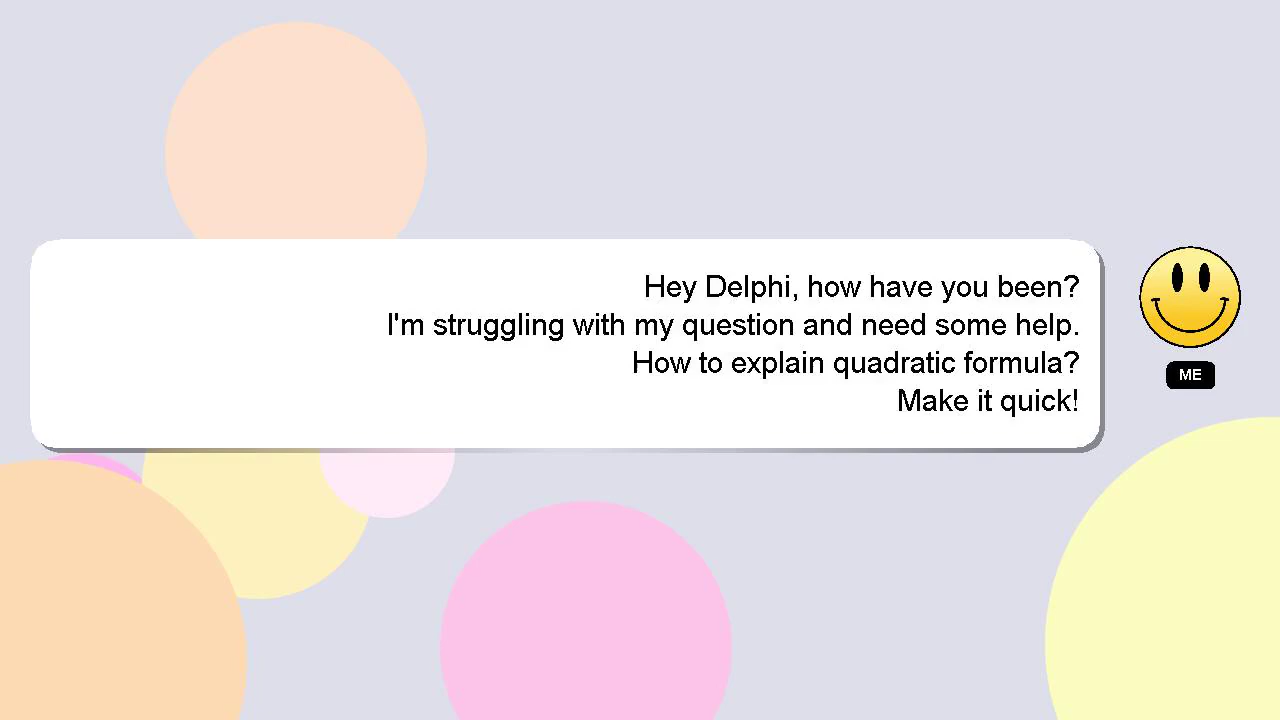 Hey Delphi, how have you been?
I'm struggling with my question and need some help.
How to explain quadratic formula?
Make it quick!
ME